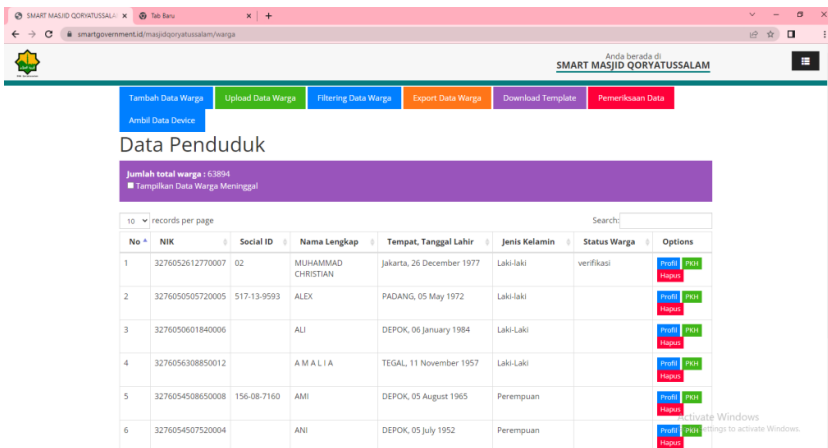 SMART MASJID QORYATUSSALA
Tab Baru
smartgovernment.id/masjidqoryatussalam/warga
Anda berada di
SMART MASJID QORYATUSSALAM
Tambah Data Warga Upload Data Warga Filtering Data Warga Export Data Warga Download Template Pemeriksaan Data
Ambil Data Device
Data Penduduk
Jumlah total warga : 63894
Tampilkan Data Warga Meninggal
10 records per page Search:
No NIK Social ID Nama Lengkap Tempat, Tanggal Lahir Jenis Kelamin Status Warga Options
1 3276052612770007 02 MUHAMMAD CHRISTIAN Jakarta, 26 December 1977 Laki-laki verifikasi Profil PKH Hapus
2 3276050505720005 517-13-9593 ALEX PADANG, 05 May 1972 Laki-Laki Profil PKH Hapus
3 3276050601840006 ALI DEPOK, 06 January 1984 Laki-Laki Profil PKH Hapus
4 3276056308850012 A M A L I A TEGAL, 11 November 1957 Laki-Laki Profil PKH Hapus
5 3276054508650008 156-08-7160 AMI DEPOK, 05 August 1965 Perempuan Profil PKH Hapus
6 3276054507520004 ANI DEPOK, 05 July 1952 Perempuan Profil PKH Hapus
Activate Windows
ettings to activate Windows.